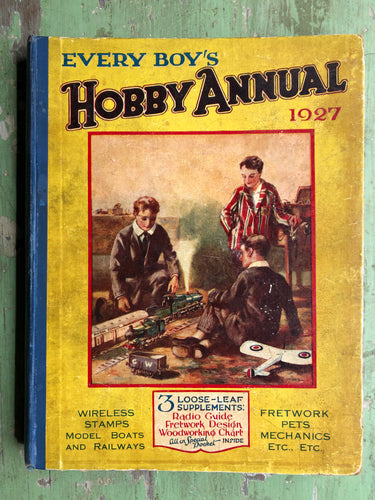 EVERY BOY'S
HOBBY ANNUAL
1927
G W
WIRELESS
STAMPS
MODEL BOATS
AND RAILWAYS
3 LOOSE-LEAF
SUPPLEMENTS:
Radio Guide
Fretwork Design
Woodworking Chart
All in Special
Pocket INSIDE
FRETWORK
PETS
MECHANICS
ETC., ETC.